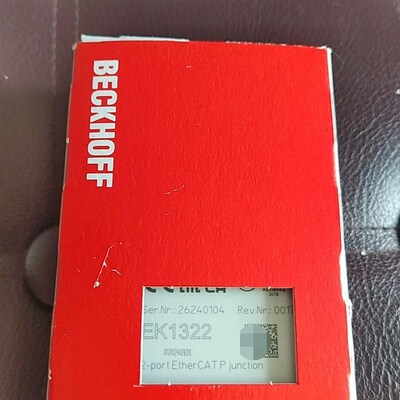 BECKHOFF
Ser.Nr.: 26240104 Rev.Nr.: 0017
EK1322
2-port EtherCAT P junction